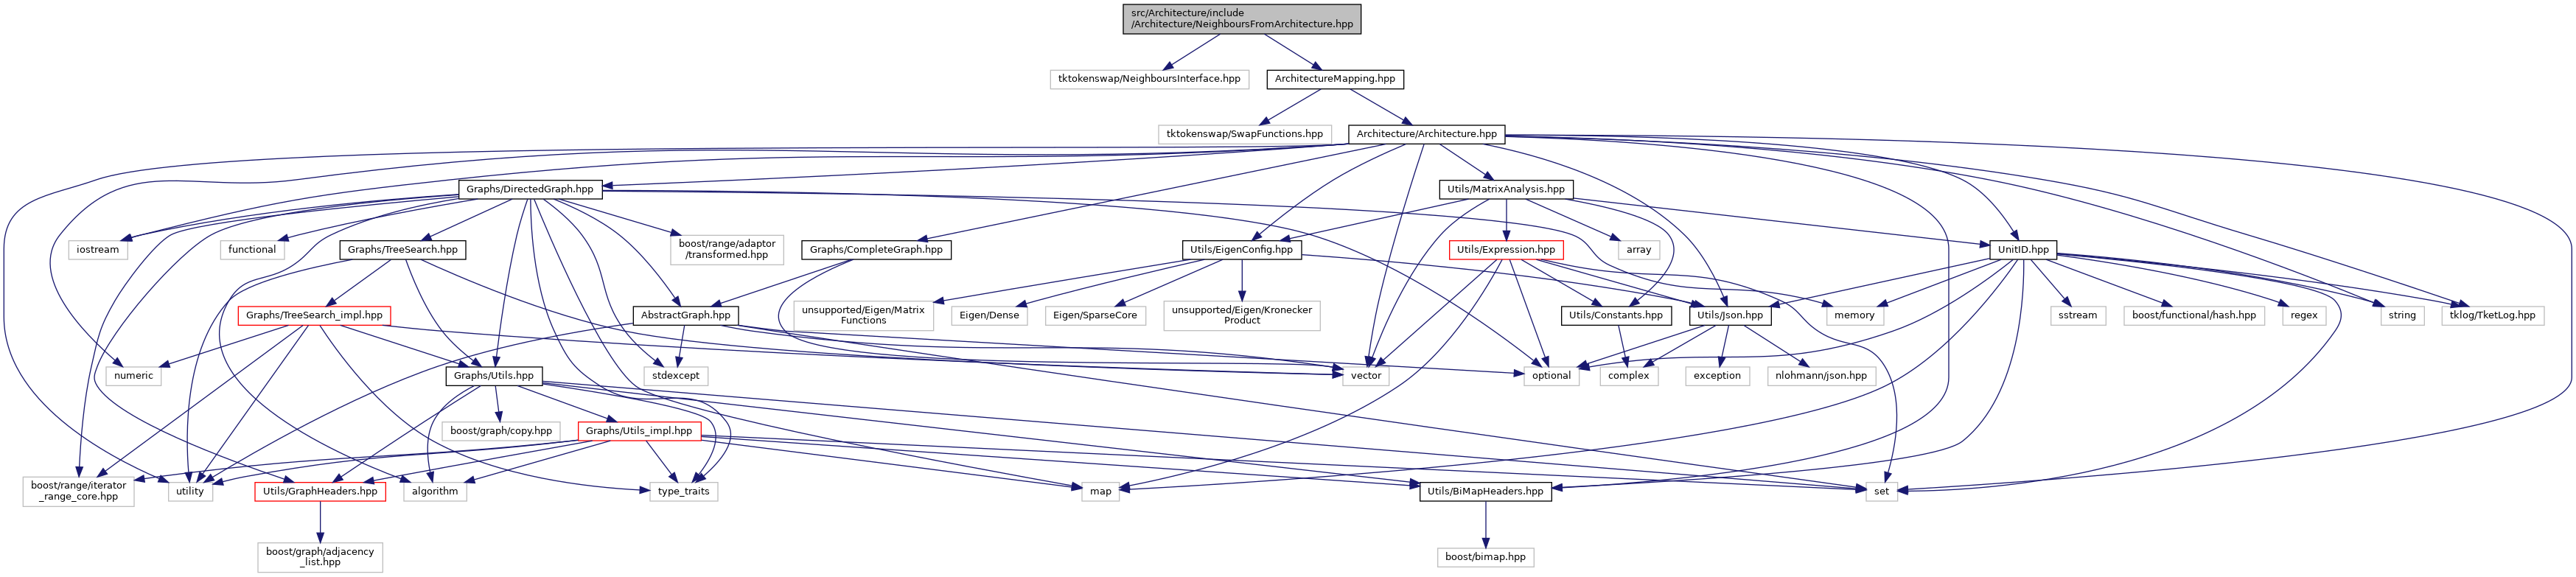 src/Architecture/include
/Architecture/NeighboursFromArchitecture.hpp
tktokenswap/NeighboursInterface.hpp
ArchitectureMapping.hpp
tktokenswap/SwapFunctions.hpp
Architecture/Architecture.hpp
Graphs/DirectedGraph.hpp
Utils/MatrixAnalysis.hpp
iostream
functional
Graphs/TreeSearch.hpp
boost/range/adaptor
/transformed.hpp
Graphs/CompleteGraph.hpp
Utils/EigenConfig.hpp
Utils/Expression.hpp
array
UnitID.hpp
Graphs/TreeSearch_impl.hpp
AbstractGraph.hpp
unsupported/Eigen/Matrix
Functions
Eigen/Dense
Eigen/SparseCore
unsupported/Eigen/Kronecker
Product
Utils/Constants.hpp
Utils/Json.hpp
memory
sstream
boost/functional/hash.hpp
regex
string
tklog/TketLog.hpp
numeric
Graphs/Utils.hpp
stdexcept
vector
optional
complex
exception
nlohmann/json.hpp
boost/graph/copy.hpp
Graphs/Utils_impl.hpp
boost/range/iterator
_range_core.hpp
utility
Utils/GraphHeaders.hpp
algorithm
type_traits
map
Utils/BiMapHeaders.hpp
set
boost/graph/adjacency
_list.hpp
boost/bimap.hpp